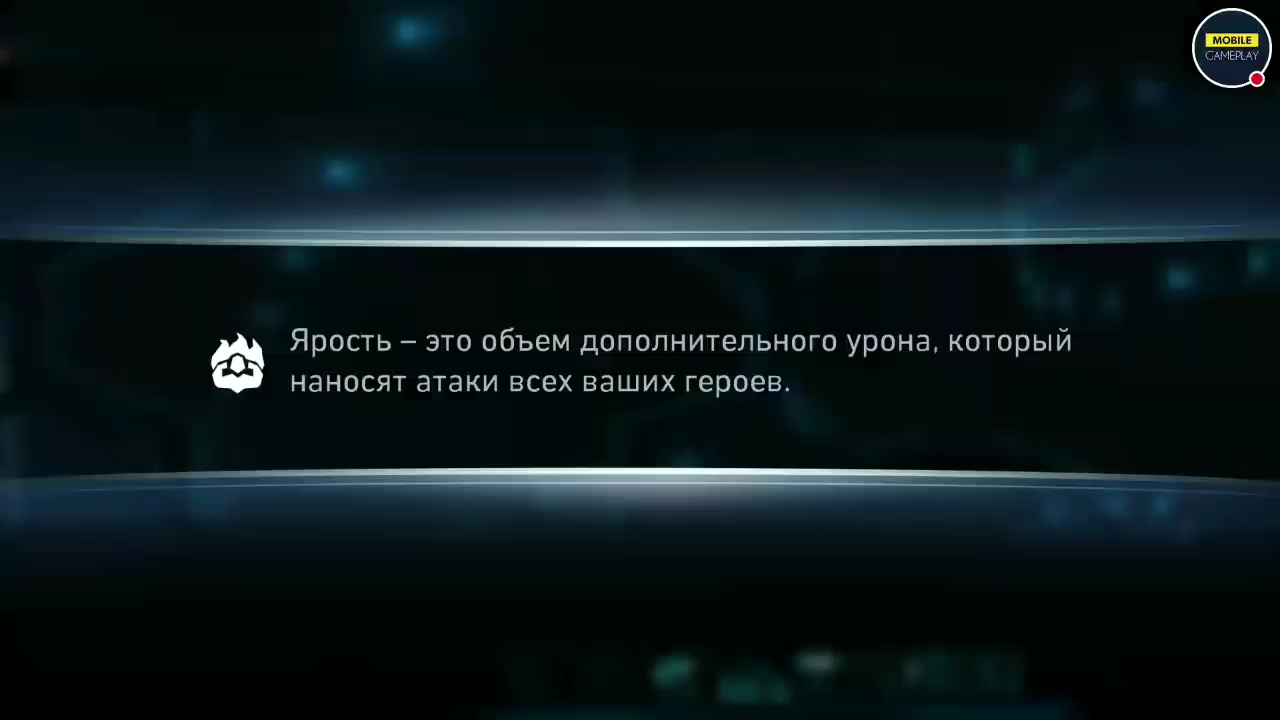 MOBILE
GAMEPLAY
Ярость – это объем дополнительного урона, который
наносят атаки всех ваших героев.